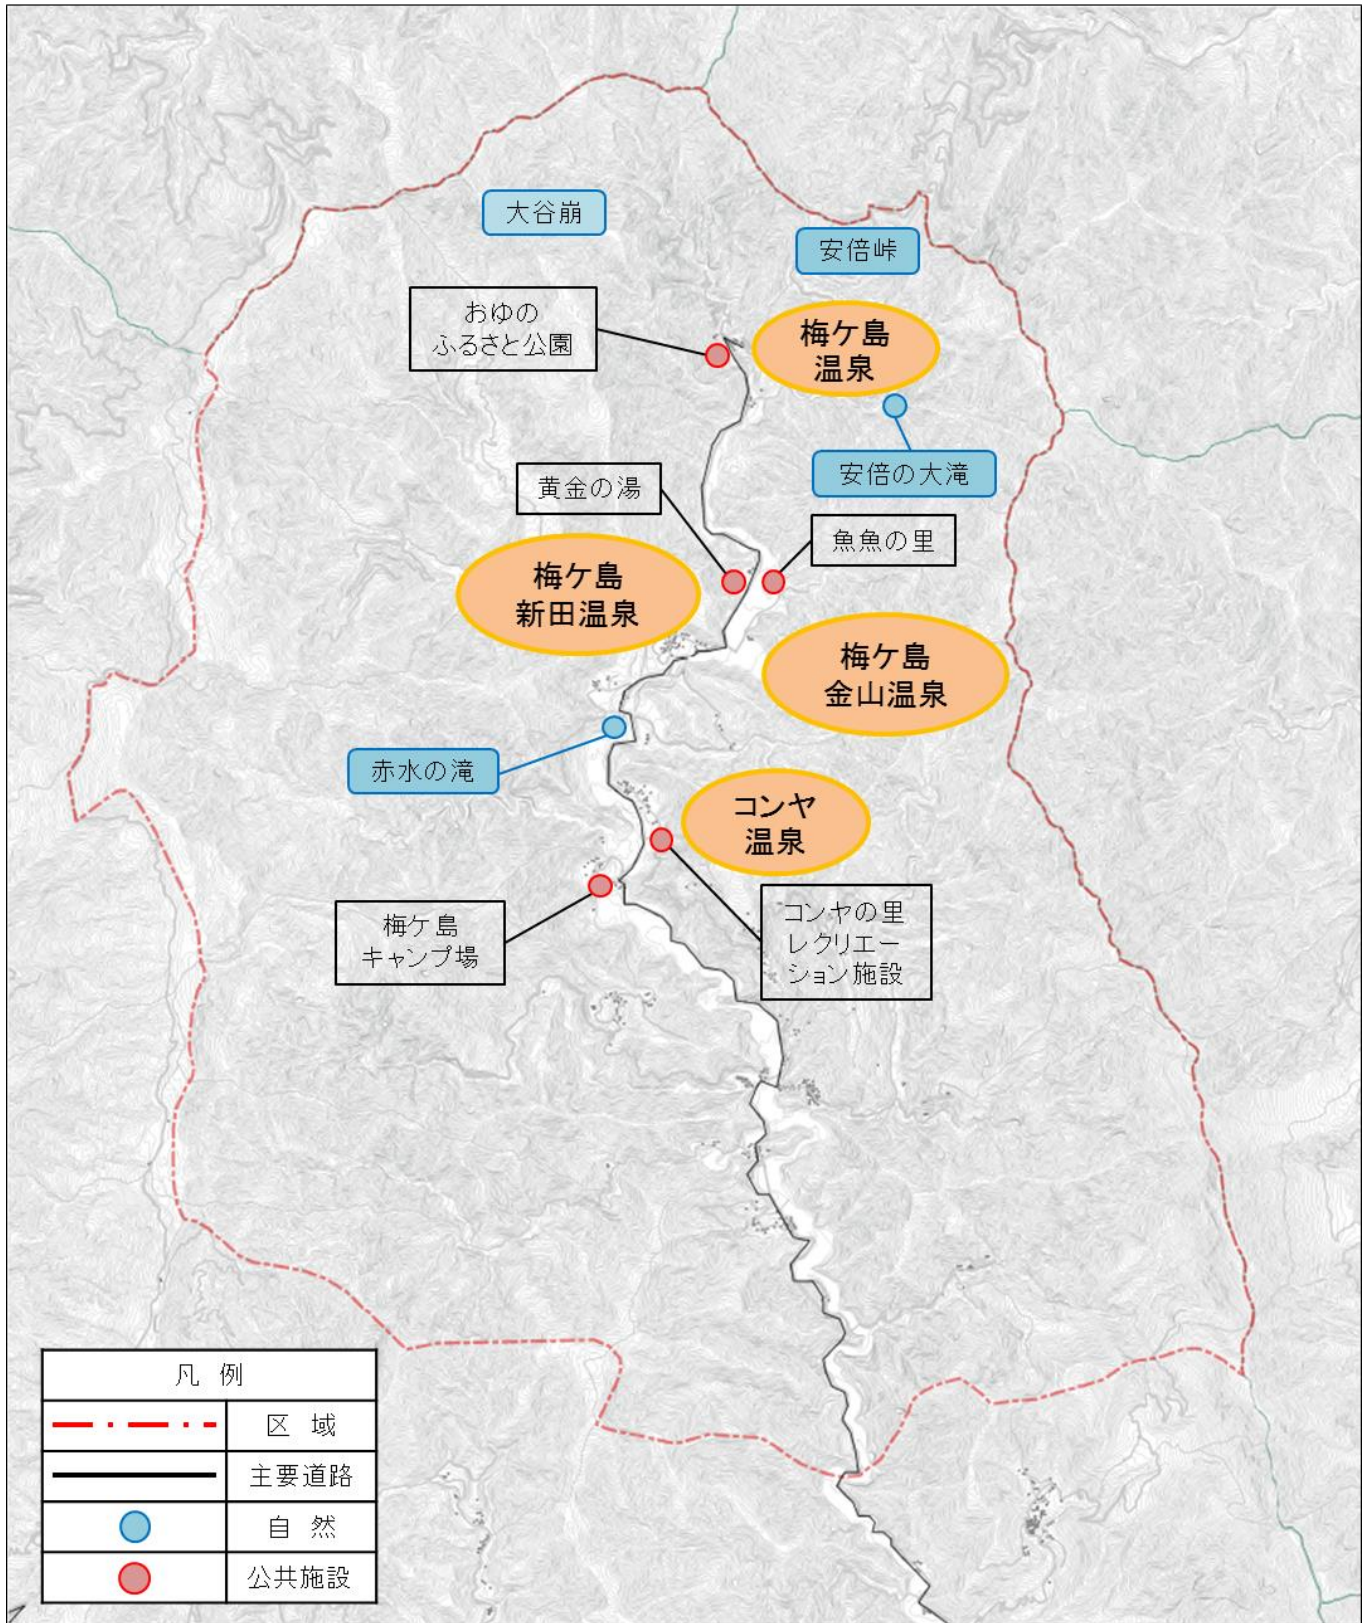 大谷崩
安倍峠
おゆの
ふるさと公園
梅ケ島
温泉
安倍の大滝
黄金の湯
魚魚の里
梅ケ島
新田温泉
梅ケ島
金山温泉
赤水の滝
コンヤ
温泉
梅ケ島
キャンプ場
コンヤの里
レクリエー
ション施設
凡 例
区 域
主要道路
自 然
公共施設